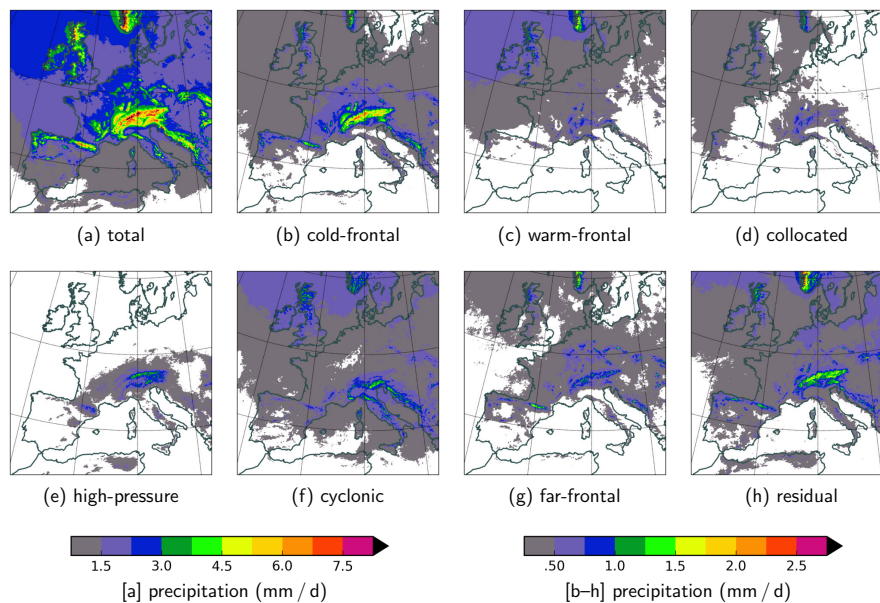 (a) total
(b) cold-frontal
(c) warm-frontal
(d) collocated
(e) high-pressure
(f) cyclonic
(g) far-frontal
(h) residual
1.5 3.0 4.5 6.0 7.5
.50 1.0 1.5 2.0 2.5
[a] precipitation (mm / d)
[b–h] precipitation (mm / d)